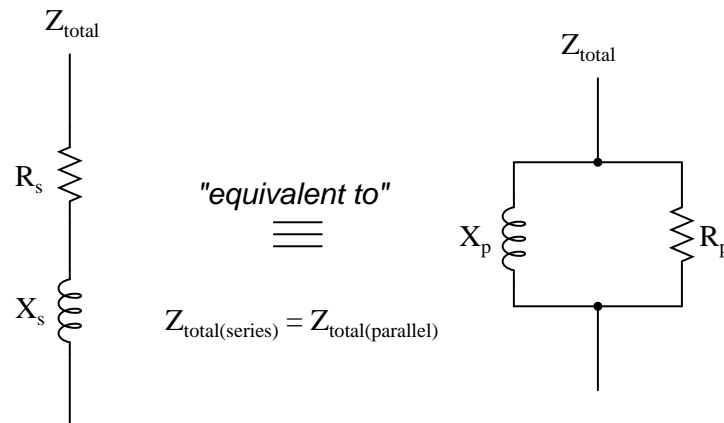 Z_total
R_s
X_s
"equivalent to"
Z_total(series) = Z_total(parallel)
Z_total
X_p
R_p